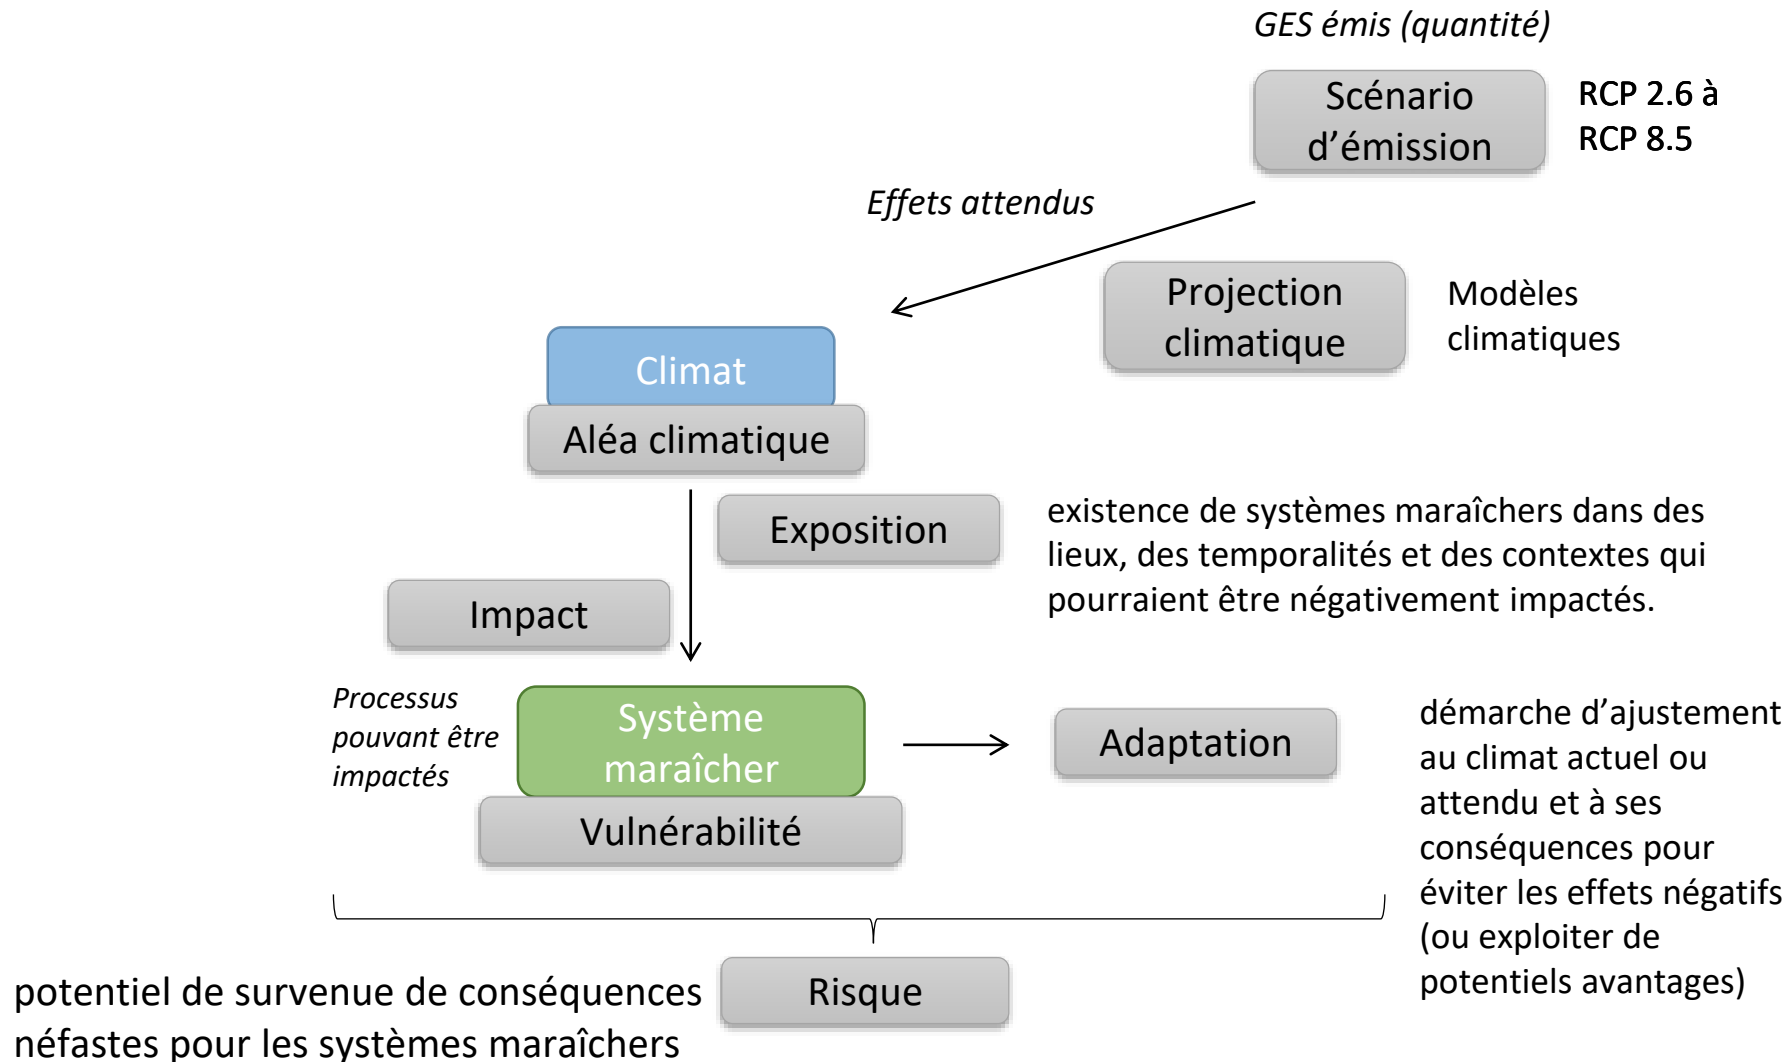 GES émis (quantité)
Scénario
d’émission
RCP 2.6 à
RCP 8.5
Effets attendus
Projection
climatique
Modèles
climatiques
Climat
Aléa climatique
Exposition
existence de systèmes maraîchers dans des
lieux, des temporalités et des contextes qui
pourraient être négativement impactés.
Impact
Processus
pouvant être
impactés
Système
maraîcher
Vulnérabilité
Adaptation
démarche d’ajustement
au climat actuel ou
attendu et à ses
conséquences pour
éviter les effets négatifs
(ou exploiter de
potentiels avantages)
Risque
potentiel de survenue de conséquences
néfastes pour les systèmes maraîchers